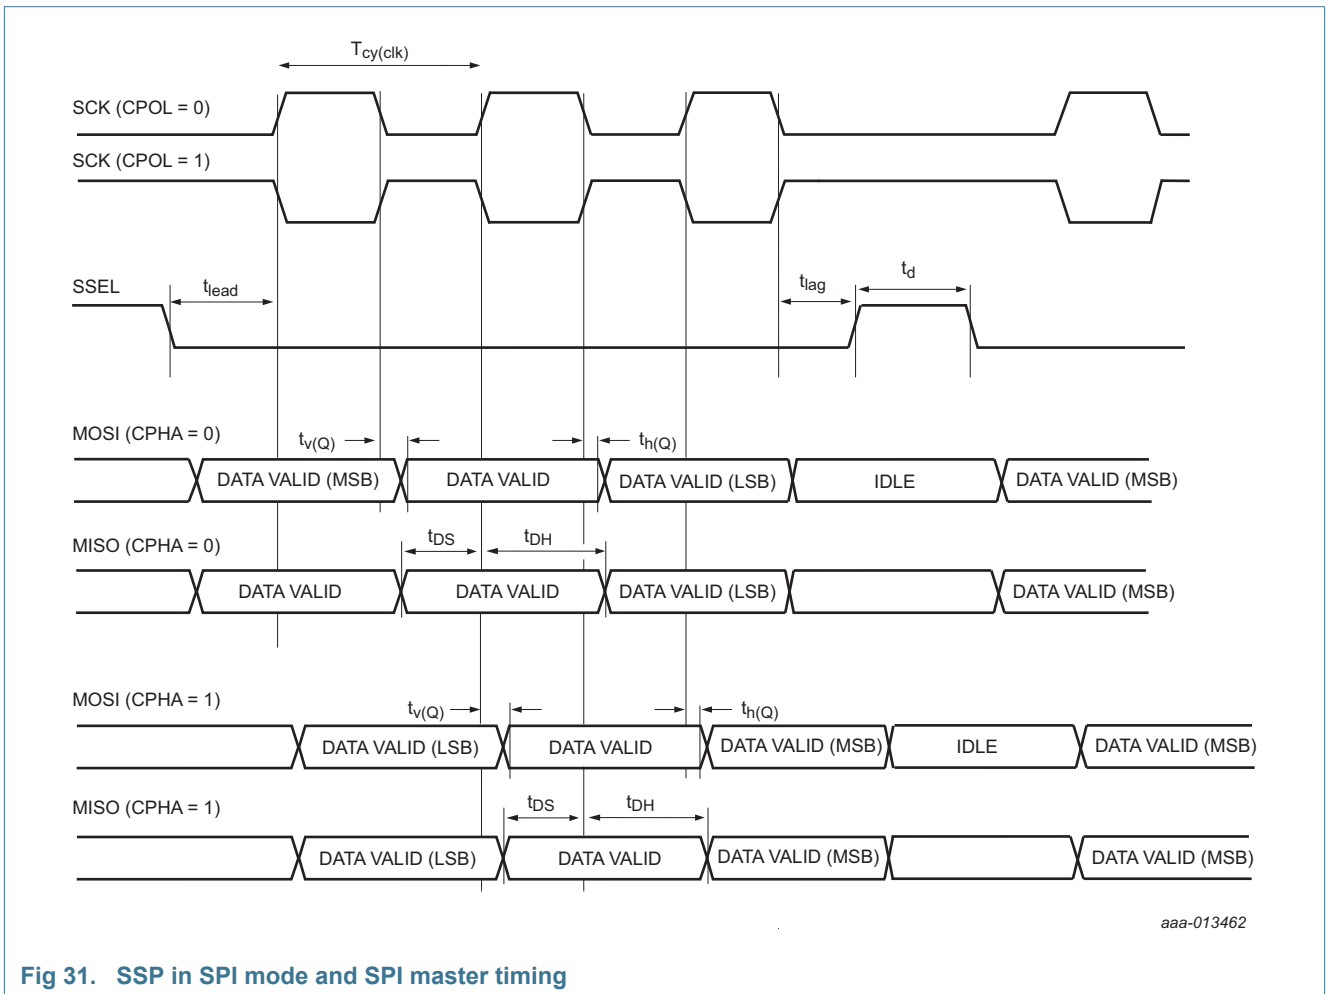 Tcy(clk)
SCK (CPOL = 0)
SCK (CPOL = 1)
SSEL
tlead
tlag
td
MOSI (CPHA = 0)
tv(Q)
th(Q)
DATA VALID (MSB)
DATA VALID
DATA VALID (LSB)
IDLE
DATA VALID (MSB)
MISO (CPHA = 0)
tDS
tDH
DATA VALID
DATA VALID
DATA VALID (LSB)
DATA VALID (MSB)
MOSI (CPHA = 1)
tv(Q)
th(Q)
DATA VALID (LSB)
DATA VALID
DATA VALID (MSB)
IDLE
DATA VALID (MSB)
MISO (CPHA = 1)
tDS
tDH
DATA VALID (LSB)
DATA VALID
DATA VALID (MSB)
DATA VALID (MSB)
aaa-013462
Fig 31. SSP in SPI mode and SPI master timing